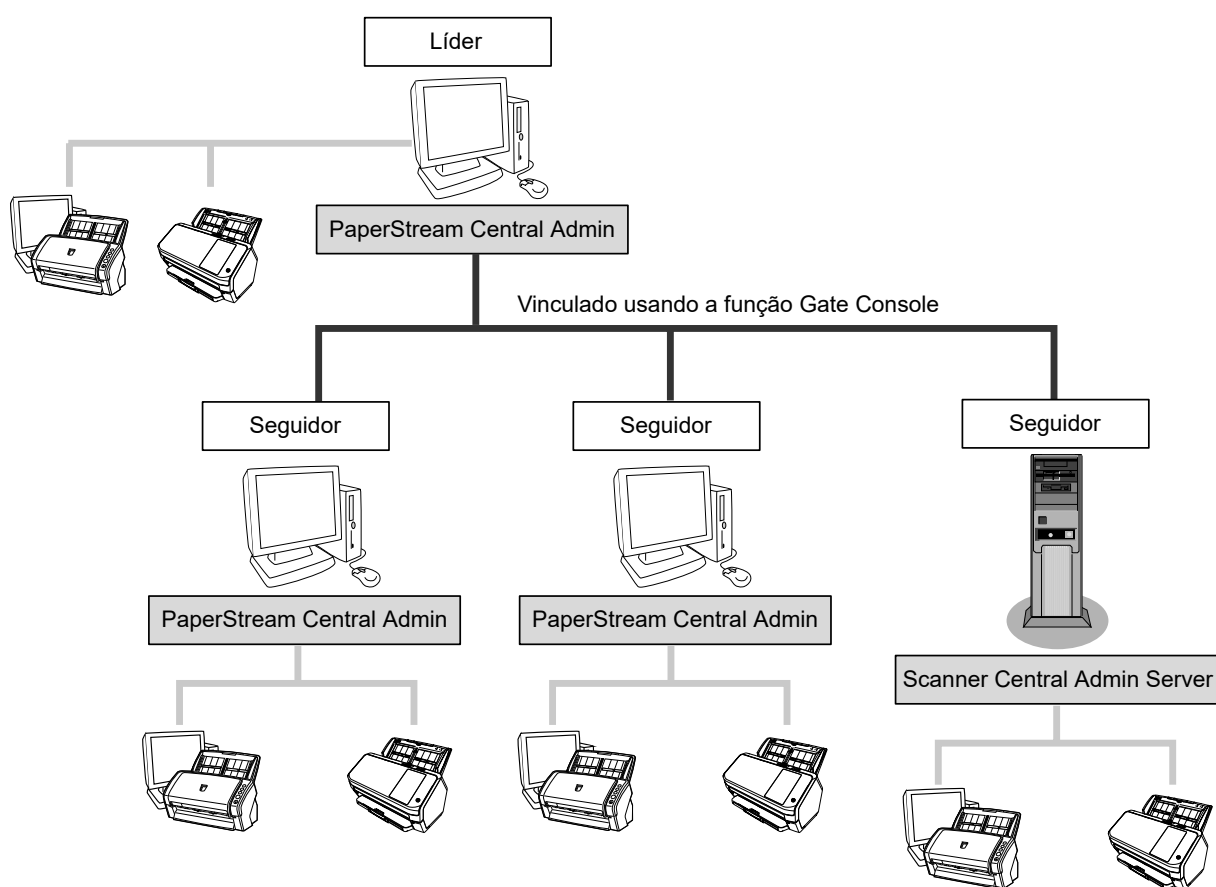 Líder
PaperStream Central Admin
Vinculado usando a função Gate Console
Seguidor
Seguidor
Seguidor
PaperStream Central Admin
PaperStream Central Admin
Scanner Central Admin Server